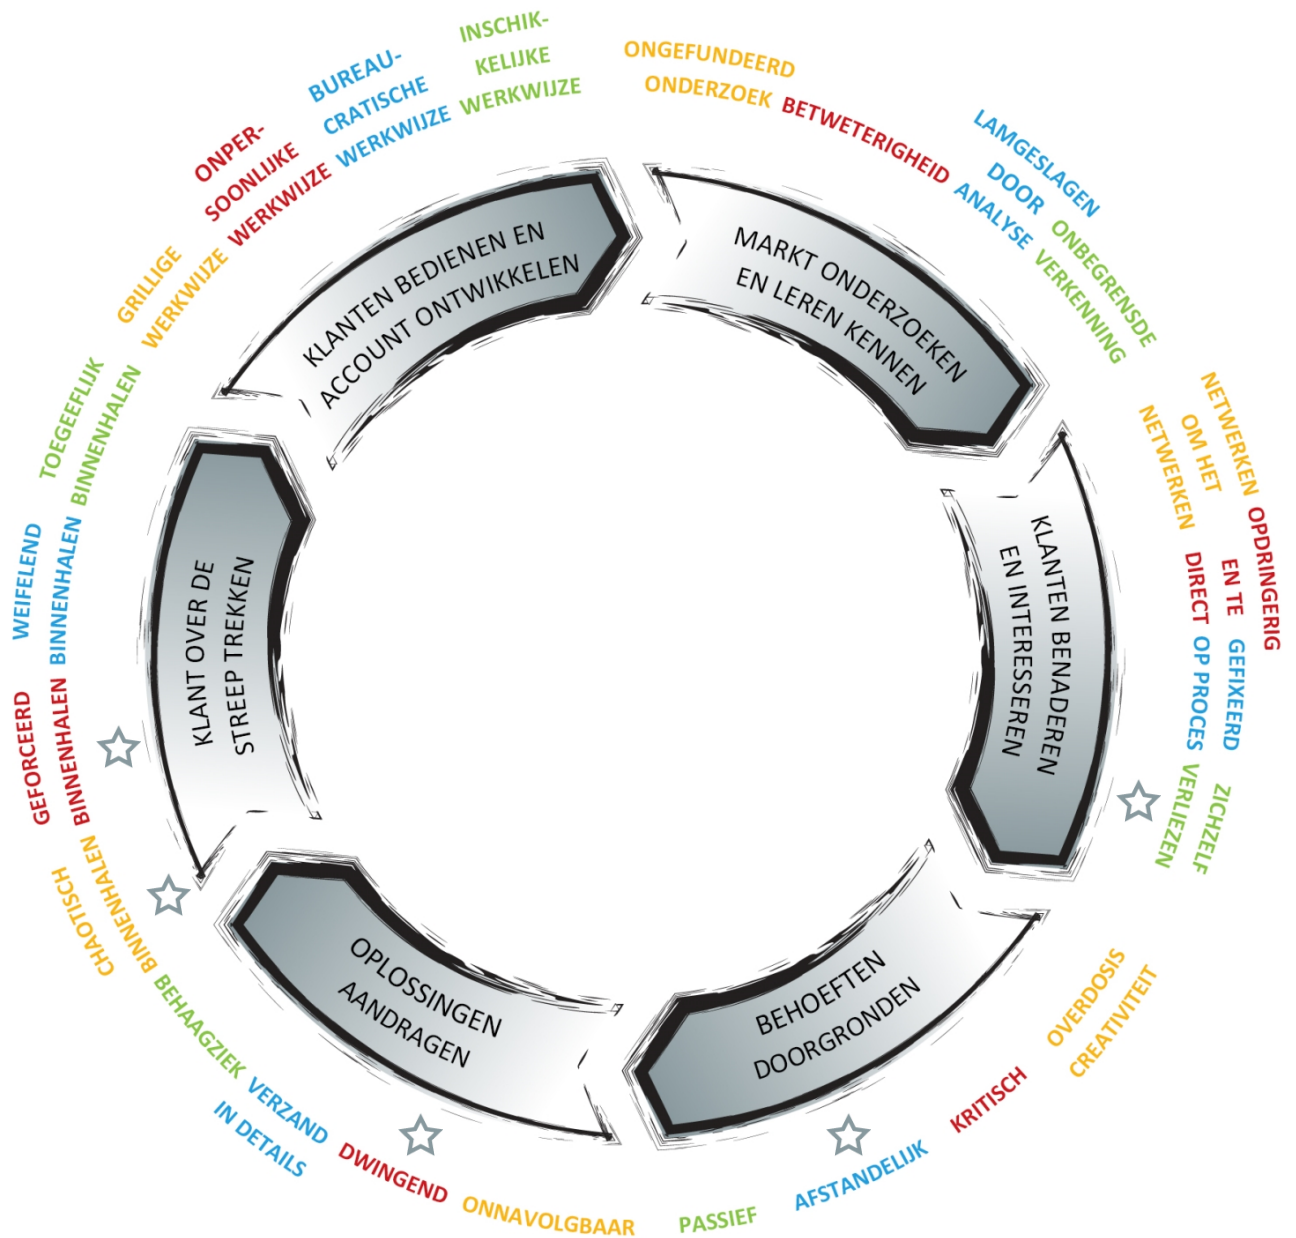 ONGEFUNDEERD
ONDERZOEK
BETWETERIGHEID
LAMGESLAGEN
DOOR
ANALYSE
ONBEGRENSDE
VERKENNING
MARKT ONDERZOEKEN
EN LEREN KENNEN
NETWERKEN
OM HET
NETWERKEN
OPDRINGERIG
EN TE
DIRECT
GEFIXEERD
OP PROCES
ZICHZELF
VERLIEZEN
KLANTEN BENADEREN
EN INTERESSEREN
OVERDOSIS
CREATIVITEIT
KRITISCH
AFSTANDELIJK
PASSIEF
BEHOEFTEN
DOORGRONDEN
ONNAVOLGBAAR
DWINGEND
VERZAND
IN DETAILS
BEHAAGZIEK
OPLOSSINGEN
AANDRAGEN
CHAOTISCH
BINNENHALEN
GEFORCEERD
BINNENHALEN
WEIFELEND
BINNENHALEN
TOEGEEFLIJK
BINNENHALEN
KLANT OVER DE
STREEP TREKKEN
GRILLIGE
WERKWIJZE
ONPER-
SOONLIJKE
WERKWIJZE
BUREAU-
CRATISCHE
WERKWIJZE
INSCHIK-
KELIJKE
WERKWIJZE
KLANTEN BEDIENEN EN
ACCOUNT ONTWIKKELEN